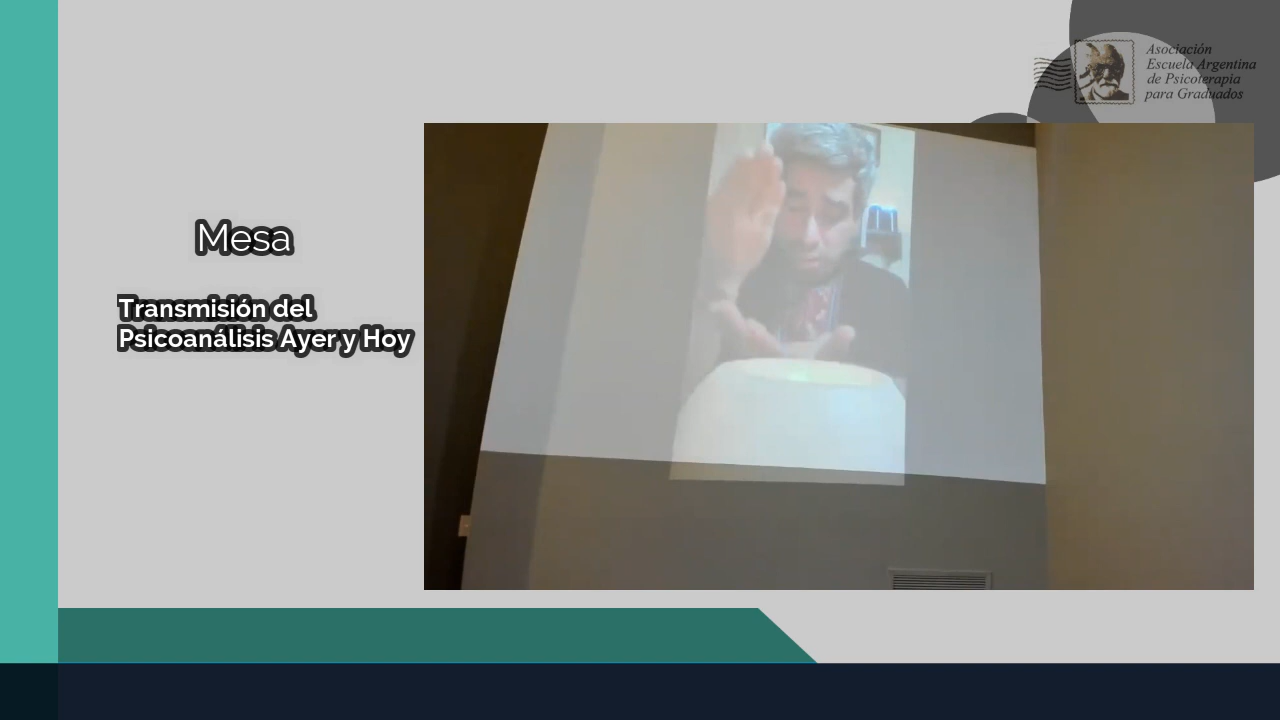 Asociación
Escuela Argentina
de Psicoterapia
para Graduados
Mesa
Transmisión del
Psicoanálisis Ayer y Hoy